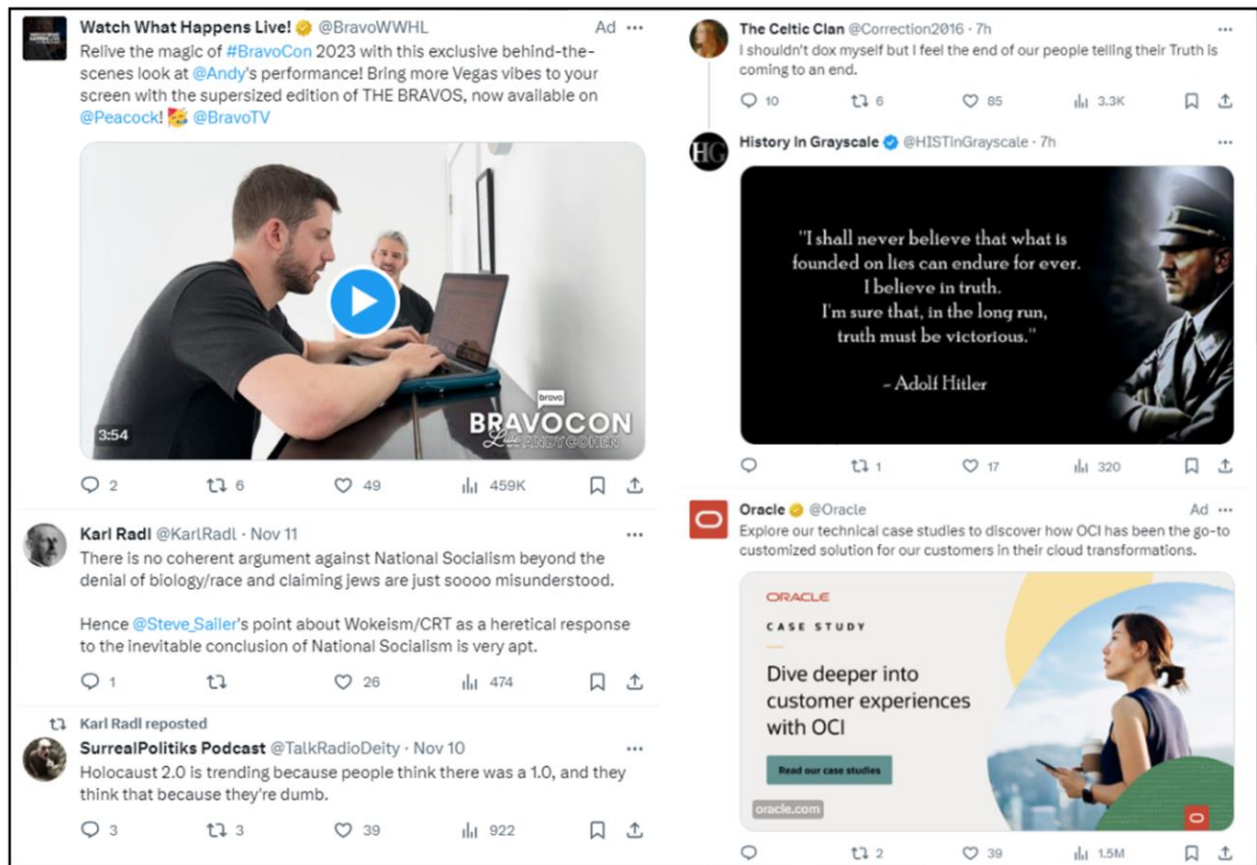 Watch What Happens Live! @BravoWWHL Ad ...
Relive the magic of #BravoCon 2023 with this exclusive behind-the-
scenes look at @Andy's performance! Bring more Vegas vibes to your
screen with the supersized edition of THE BRAVOS, now available on
@Peacock! 🥳 @BravoTV
3:54
bravo
BRAVOCON
Live ANDY COHEN
2 6 49 459K
Karl Radl @KarlRadl · Nov 11 ...
There is no coherent argument against National Socialism beyond the
denial of biology/race and claiming jews are just soooo misunderstood.
Hence @Steve_Sailer's point about Wokeism/CRT as a heretical response
to the inevitable conclusion of National Socialism is very apt.
1 26 474
Karl Radl reposted
SurrealPolitiks Podcast @TalkRadioDeity · Nov 10 ...
Holocaust 2.0 is trending because people think there was a 1.0, and they
think that because they're dumb.
3 3 39 922
The Celtic Clan @Correction2016 · 7h ...
I shouldn't dox myself but I feel the end of our people telling their Truth is
coming to an end.
10 6 85 3.3K
HG
History In Grayscale @HISTInGrayscale · 7h ...
"I shall never believe that what is
founded on lies can endure for ever.
I believe in truth.
I'm sure that, in the long run,
truth must be victorious."
– Adolf Hitler
1 17 320
Oracle @Oracle Ad ...
Explore our technical case studies to discover how OCI has been the go-to
customized solution for our customers in their cloud transformations.
ORACLE
CASE STUDY
Dive deeper into
customer experiences
with OCI
Read our case studies
oracle.com
2 39 1.5M